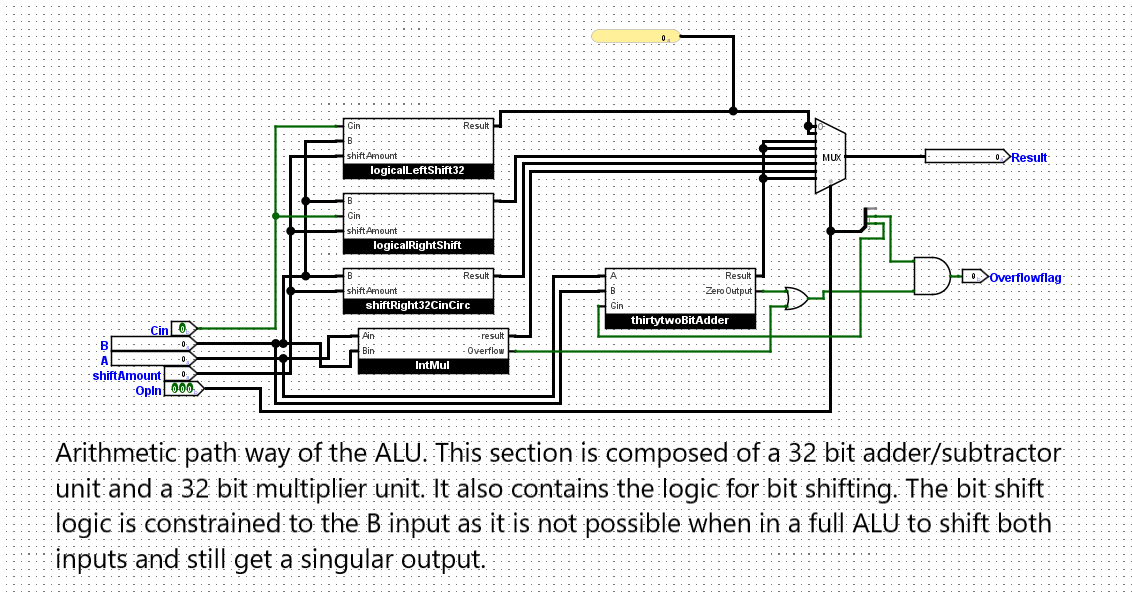 0
Cin Result
B
shiftAmount
logicalLeftShift32
0
MUX
0 Result
B
Cin
shiftAmount
logicalRightShift
B Result
shiftAmount
shiftRight32CinCirc
A Result
B ZeroOutput
Cin
thirtytwoBitAdder
0 Overflowflag
Cin 0
B 0
A 0
shiftAmount 0
OpIn 000
Ain result
Bin Overflow
IntMul
Arithmetic path way of the ALU. This section is composed of a 32 bit adder/subtractor
unit and a 32 bit multiplier unit. It also contains the logic for bit shifting. The bit shift
logic is constrained to the B input as it is not possible when in a full ALU to shift both
inputs and still get a singular output.